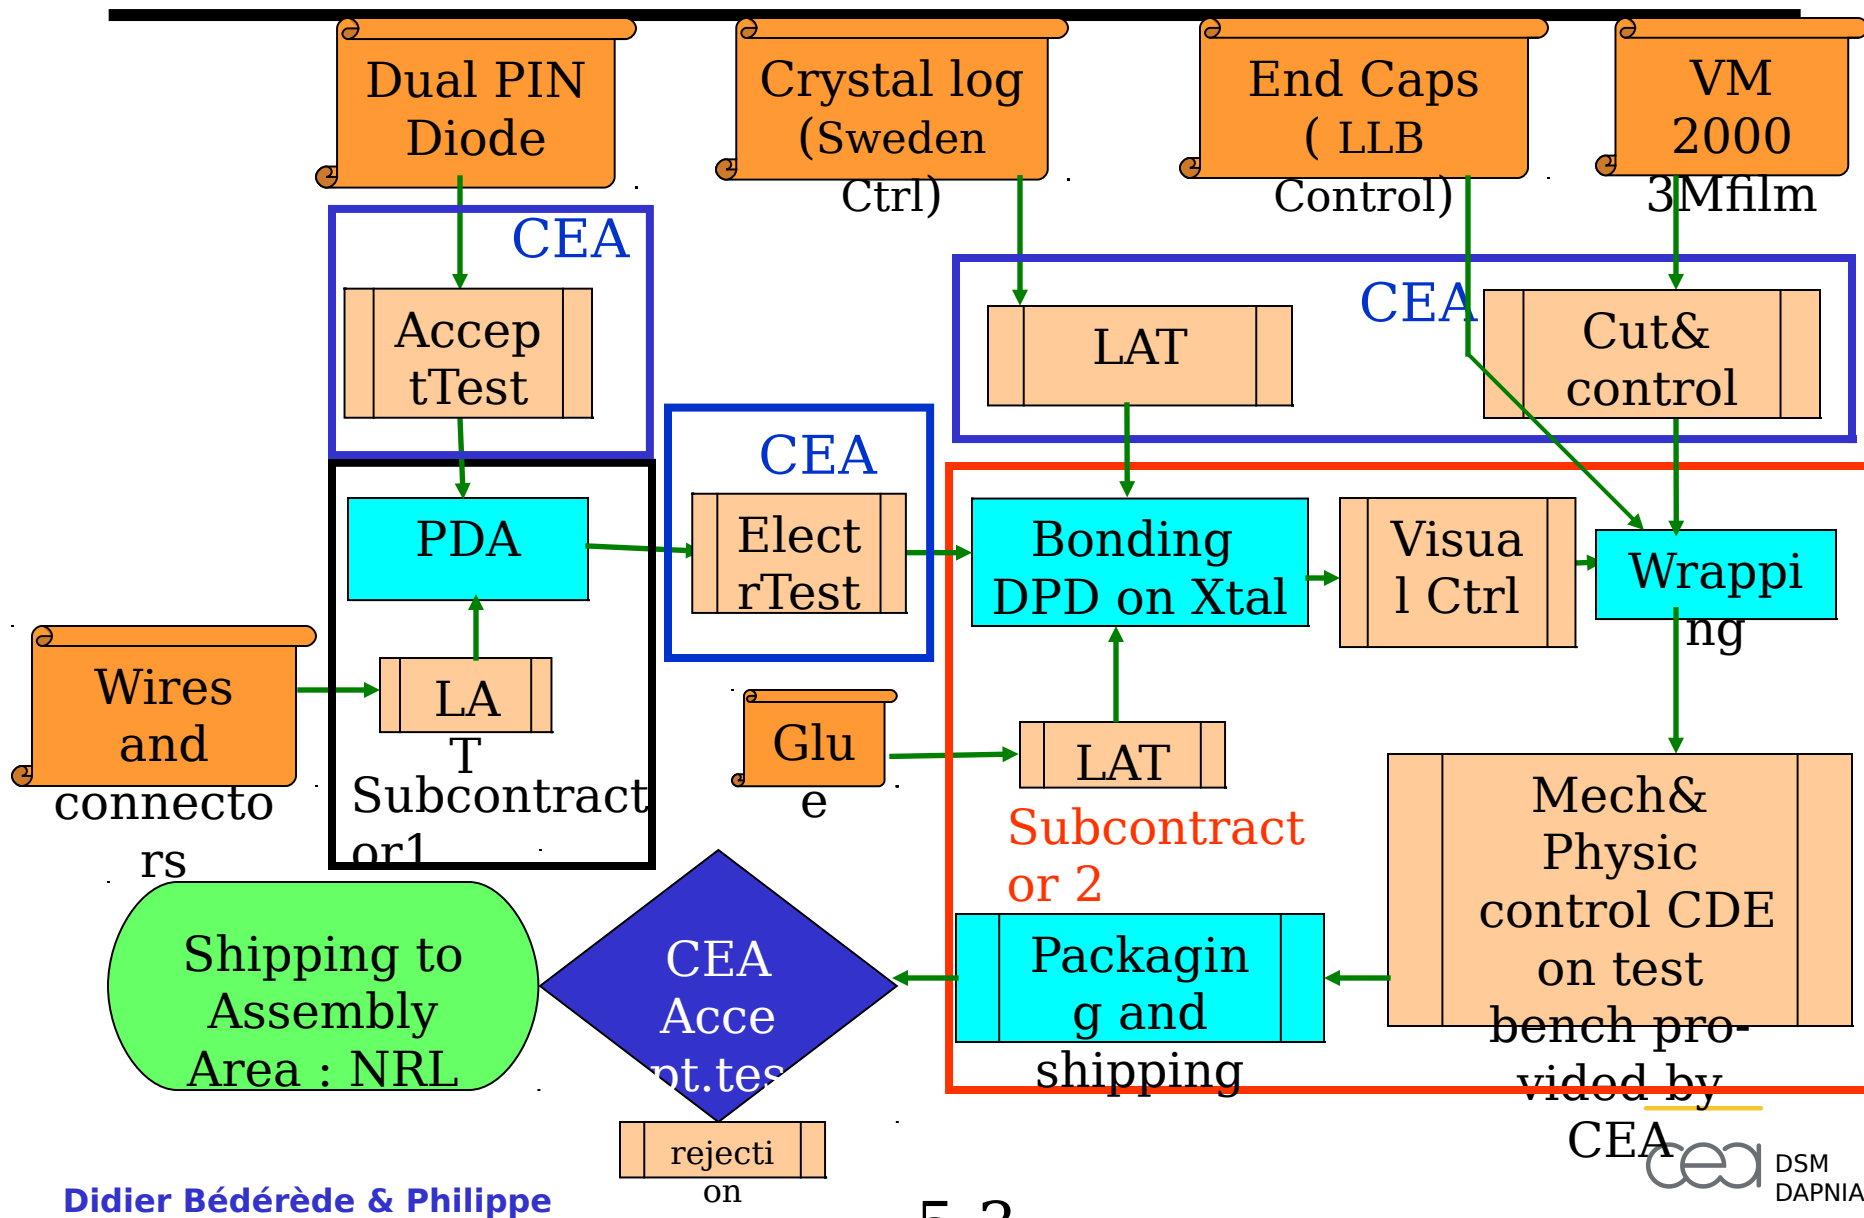 Dual PIN
Diode
Crystal log
(Sweden
Ctrl)
End Caps
( LLB
Control)
VM
2000
3Mfilm
CEA
Accep
tTest
CEA
LAT
Cut&
control
CEA
PDA
Elect
rTest
Bonding
DPD on Xtal
Visua
l Ctrl
Wrappi
ng
Wires
and
connecto
rs
LA
T
Subcontract
or1
Glu
e
LAT
Subcontract
or 2
Mech&
Physic
control CDE
on test
bench pro-
vided by
CEA
Shipping to
Assembly
Area : NRL
CEA
Acce
pt.tes
Packagin
g and
shipping
rejecti
on
Didier Bédérède & Philippe
5-3
cea
DSM
DAPNIA